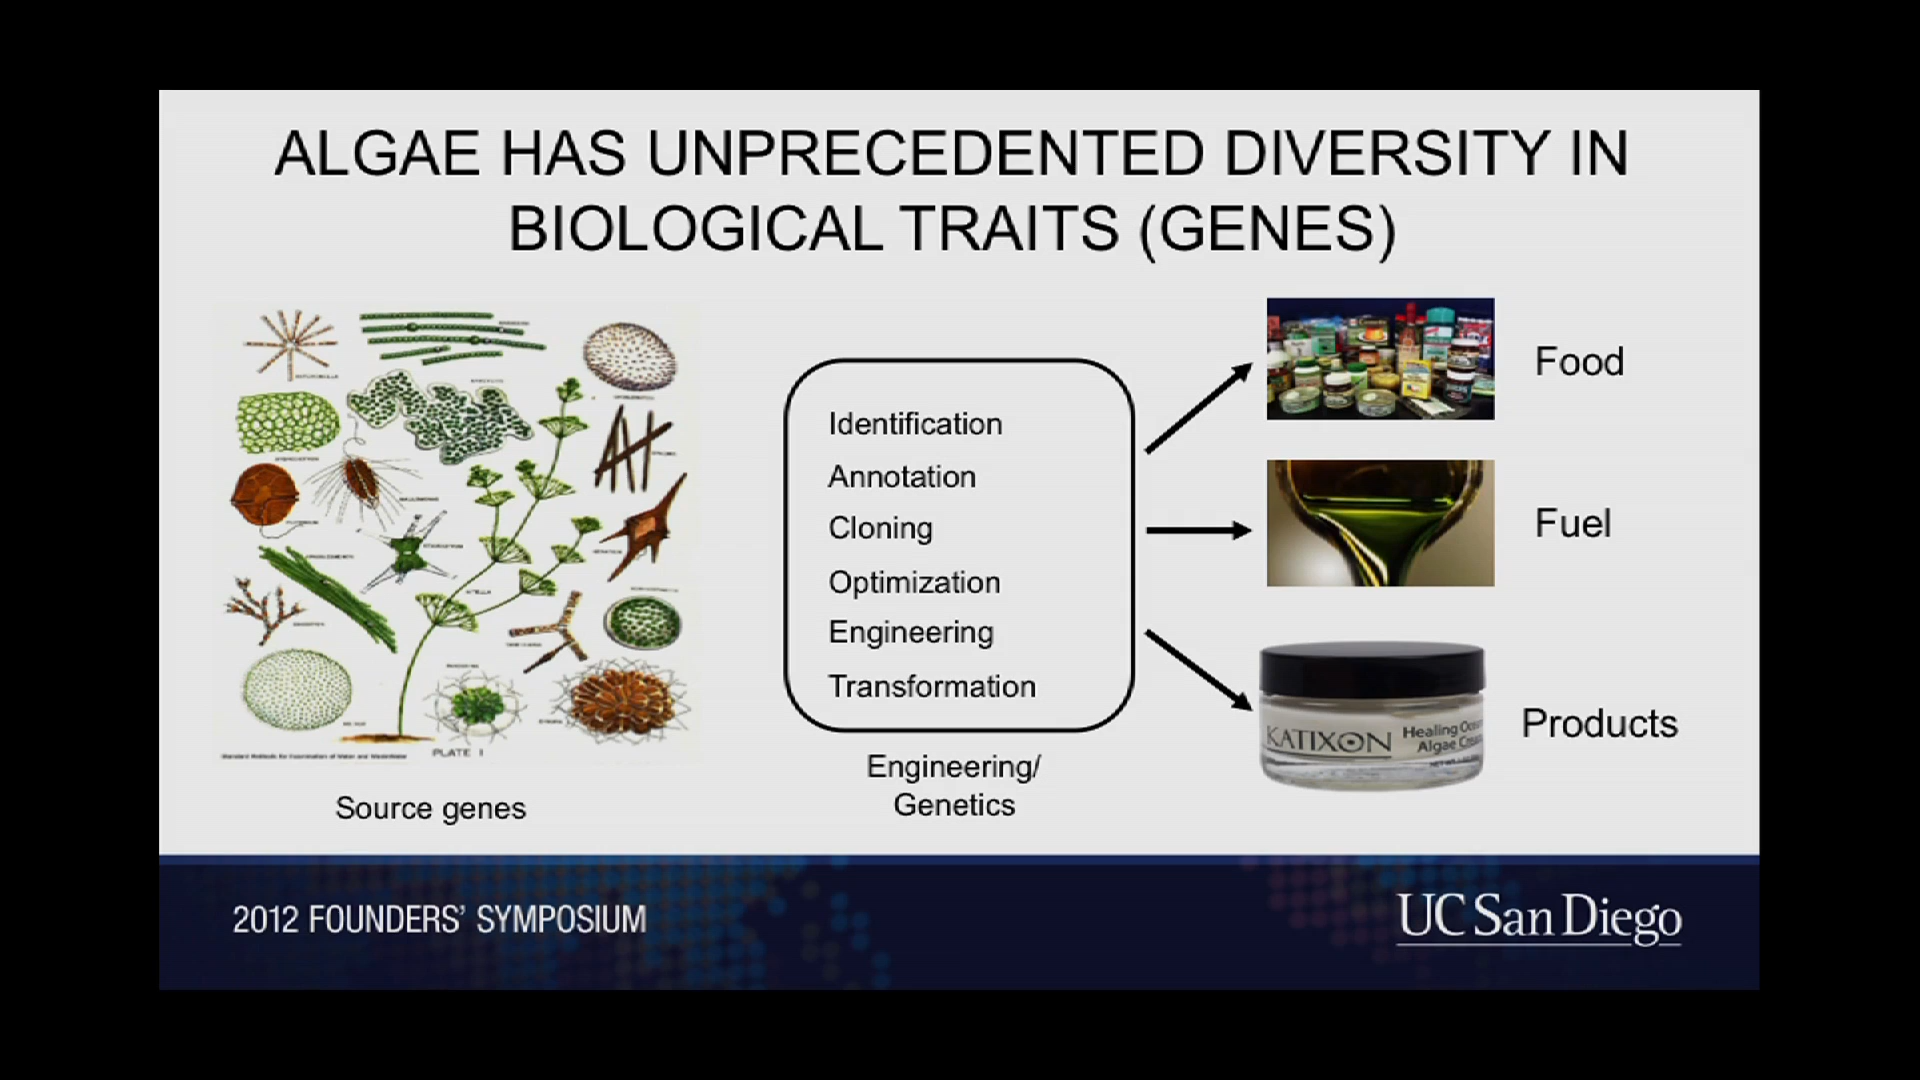 ALGAE HAS UNPRECEDENTED DIVERSITY IN
BIOLOGICAL TRAITS (GENES)
PLATE 1
Source genes
Identification
Annotation
Cloning
Optimization
Engineering
Transformation
Engineering/
Genetics
Food
Fuel
KATIXON
Healing
Algae
Products
2012 FOUNDERS' SYMPOSIUM
UC San Diego